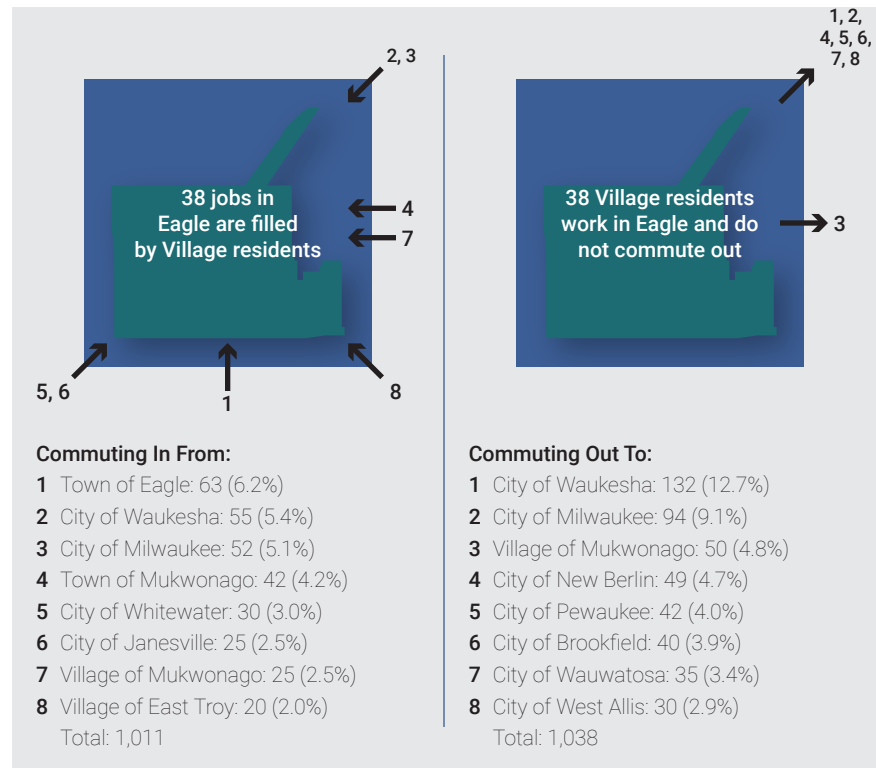 2, 3
38 jobs in
Eagle are filled
by Village residents
4
7
5, 6
1
8
Commuting In From:
1 Town of Eagle: 63 (6.2%)
2 City of Waukesha: 55 (5.4%)
3 City of Milwaukee: 52 (5.1%)
4 Town of Mukwonago: 42 (4.2%)
5 City of Whitewater: 30 (3.0%)
6 City of Janesville: 25 (2.5%)
7 Village of Mukwonago: 25 (2.5%)
8 Village of East Troy: 20 (2.0%)
Total: 1,011
1, 2,
4, 5, 6,
7, 8
38 Village residents
work in Eagle and do
not commute out
3
Commuting Out To:
1 City of Waukesha: 132 (12.7%)
2 City of Milwaukee: 94 (9.1%)
3 Village of Mukwonago: 50 (4.8%)
4 City of New Berlin: 49 (4.7%)
5 City of Pewaukee: 42 (4.0%)
6 City of Brookfield: 40 (3.9%)
7 City of Wauwatosa: 35 (3.4%)
8 City of West Allis: 30 (2.9%)
Total: 1,038